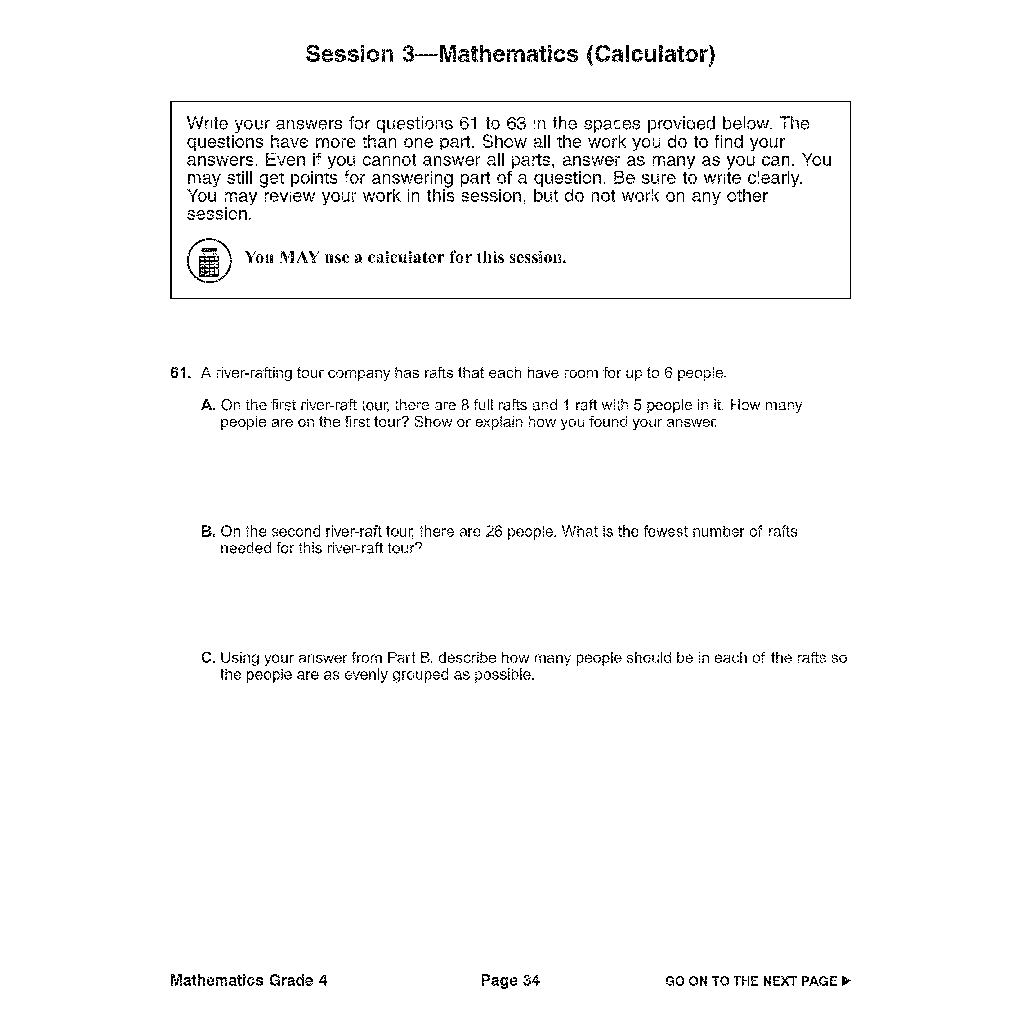 Session 3—Mathematics (Calculator)
Write your answers for questions 61 to 63 in the spaces provided below. The
questions have more than one part. Show all the work you do to find your
answers. Even if you cannot answer all parts, answer as many as you can. You
may still get points for answering part of a question. Be sure to write clearly.
You may review your work in this session, but do not work on any other
session.
You MAY use a calculator for this session.
61. A river-rafting tour company has rafts that each have room for up to 6 people.
A. On the first river-raft tour, there are 8 full rafts and 1 raft with 5 people in it. How many
people are on the first tour? Show or explain how you found your answer.
B. On the second river-raft tour, there are 26 people. What is the fewest number of rafts
needed for this river-raft tour?
C. Using your answer from Part B, describe how many people should be in each of the rafts so
the people are as evenly grouped as possible.
Mathematics Grade 4 Page 34 GO ON TO THE NEXT PAGE ▶